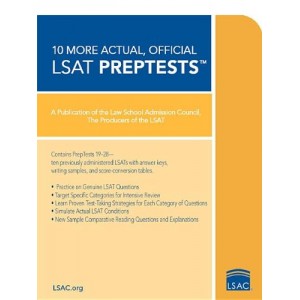 10 MORE ACTUAL, OFFICIAL
LSAT PREPTESTS™
A Publication of the Law School Admission Council,
The Producers of the LSAT
Contains PrepTests 19-28—
ten previously administered LSATs with answer keys,
writing samples, and score-conversion tables.
• Practice on Genuine LSAT Questions
• Target Specific Categories for Intensive Review
• Learn Proven Test-Taking Strategies for Each Category of Questions
• Simulate Actual LSAT Conditions
• New Sample Comparative Reading Questions and Explanations
LSAC.org
LSAC